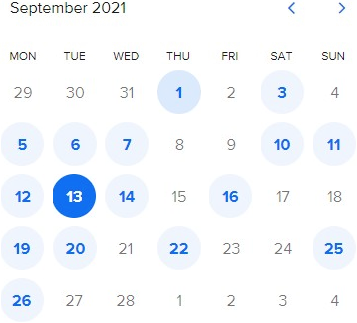 September 2021
MON TUE WED THU FRI SAT SUN
29 30 31 1 2 3 4
5 6 7 8 9 10 11
12 13 14 15 16 17 18
19 20 21 22 23 24 25
26 27 28 1 2 3 4